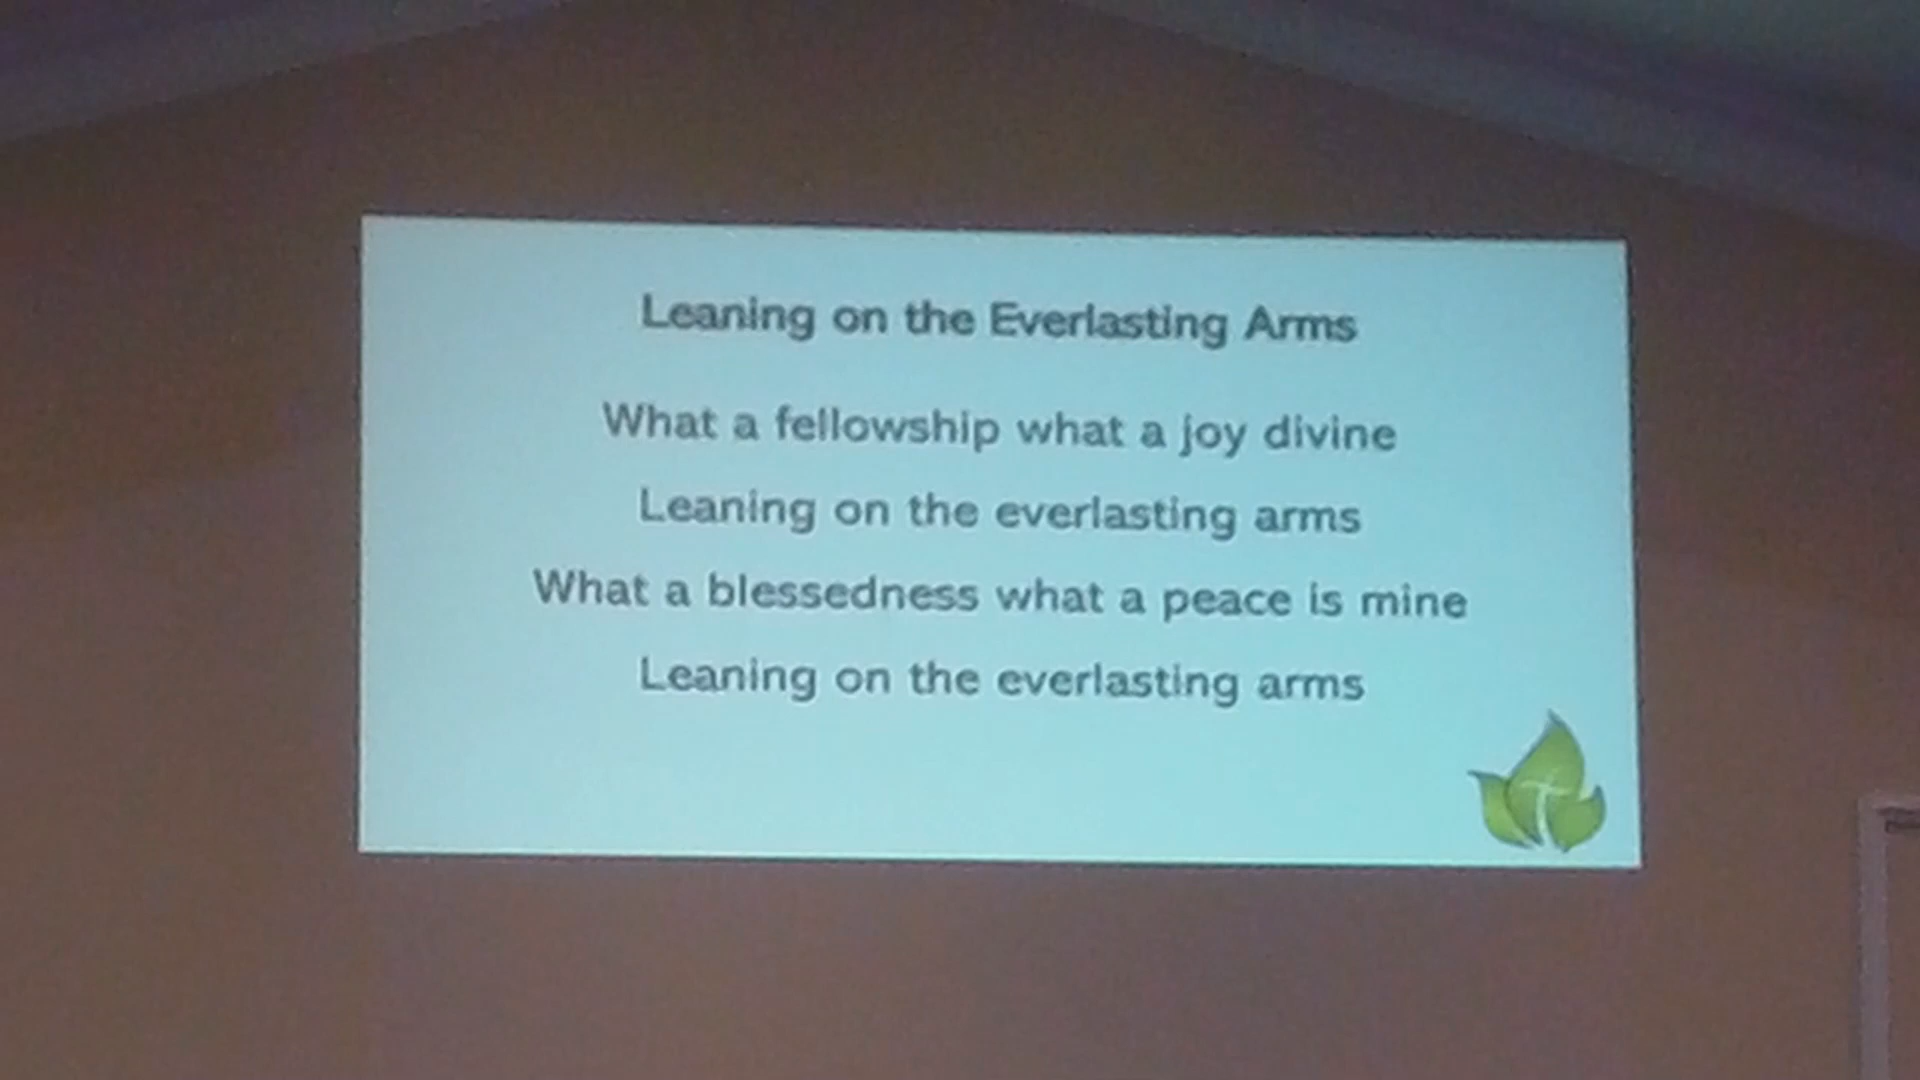 Leaning on the Everlasting Arms
What a fellowship what a joy divine
Leaning on the everlasting arms
What a blessedness what a peace is mine
Leaning on the everlasting arms